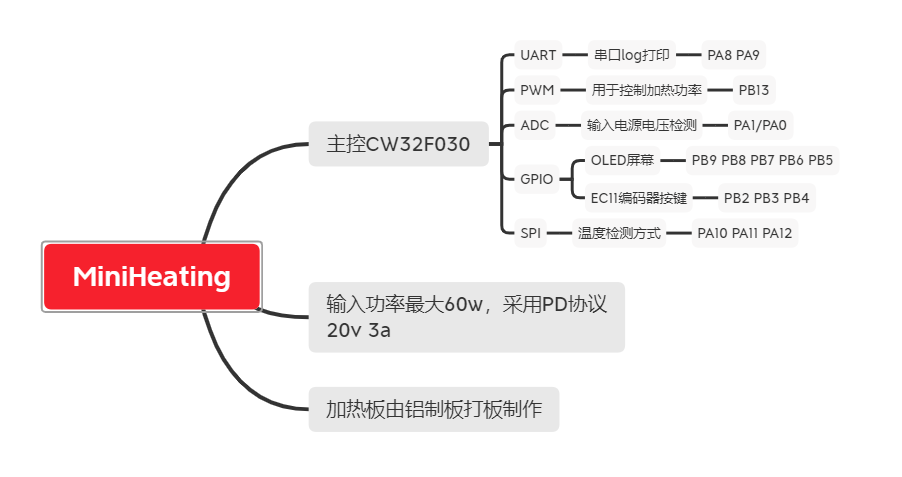 MiniHeating
主控CW32F030
UART
串口log打印
PA8 PA9
PWM
用于控制加热功率
PB13
ADC
输入电源电压检测
PA1/PA0
GPIO
OLED屏幕
PB9 PB8 PB7 PB6 PB5
EC11编码器按键
PB2 PB3 PB4
SPI
温度检测方式
PA10 PA11 PA12
输入功率最大60w，采用PD协议
20v 3a
加热板由铝制板打板制作